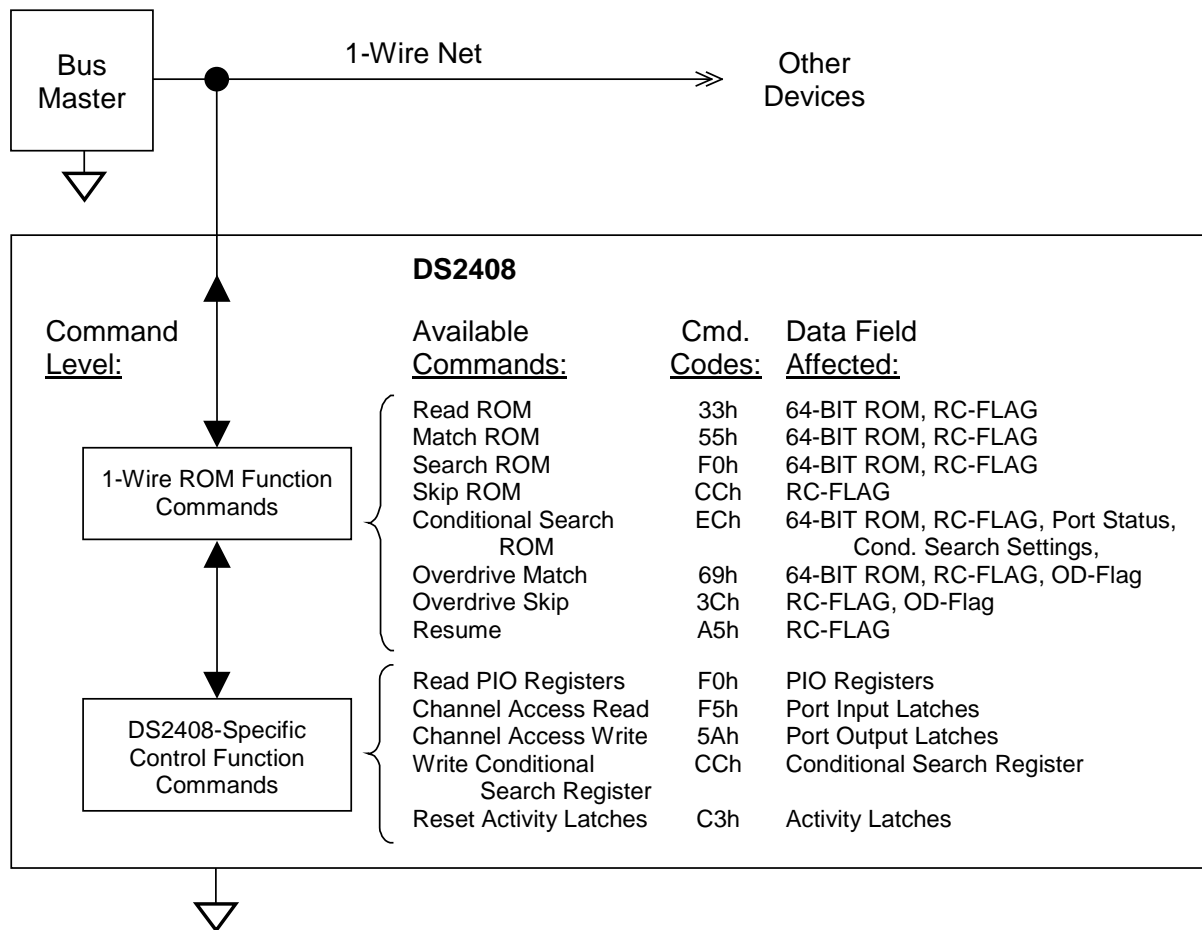 Bus
Master
1-Wire Net
Other
Devices
DS2408
Command
Level:
Available
Commands:
Cmd.
Codes:
Data Field
Affected:
1-Wire ROM Function
Commands
Read ROM 33h 64-BIT ROM, RC-FLAG
Match ROM 55h 64-BIT ROM, RC-FLAG
Search ROM F0h 64-BIT ROM, RC-FLAG
Skip ROM CCh RC-FLAG
Conditional Search ECh 64-BIT ROM, RC-FLAG, Port Status,
ROM Cond. Search Settings,
Overdrive Match 69h 64-BIT ROM, RC-FLAG, OD-Flag
Overdrive Skip 3Ch RC-FLAG, OD-Flag
Resume A5h RC-FLAG
DS2408-Specific
Control Function
Commands
Read PIO Registers F0h PIO Registers
Channel Access Read F5h Port Input Latches
Channel Access Write 5Ah Port Output Latches
Write Conditional CCh Conditional Search Register
Search Register
Reset Activity Latches C3h Activity Latches